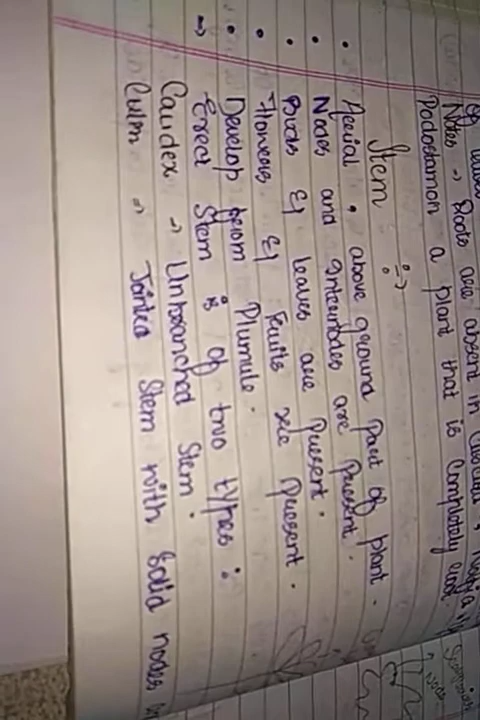 Notes → Roots are absent in
Podostemon a plant that is completely root
Stem :→
• Aerial, above ground part of plant.
• Nodes and Internodes are present.
• Buds & leaves are present.
• Flowers & Fruits are present.
• Develop from Plumule.
⇒ Erect Stem is of two types :
Caudex → Unbranched Stem.
Culm → Jointed Stem with solid nodes